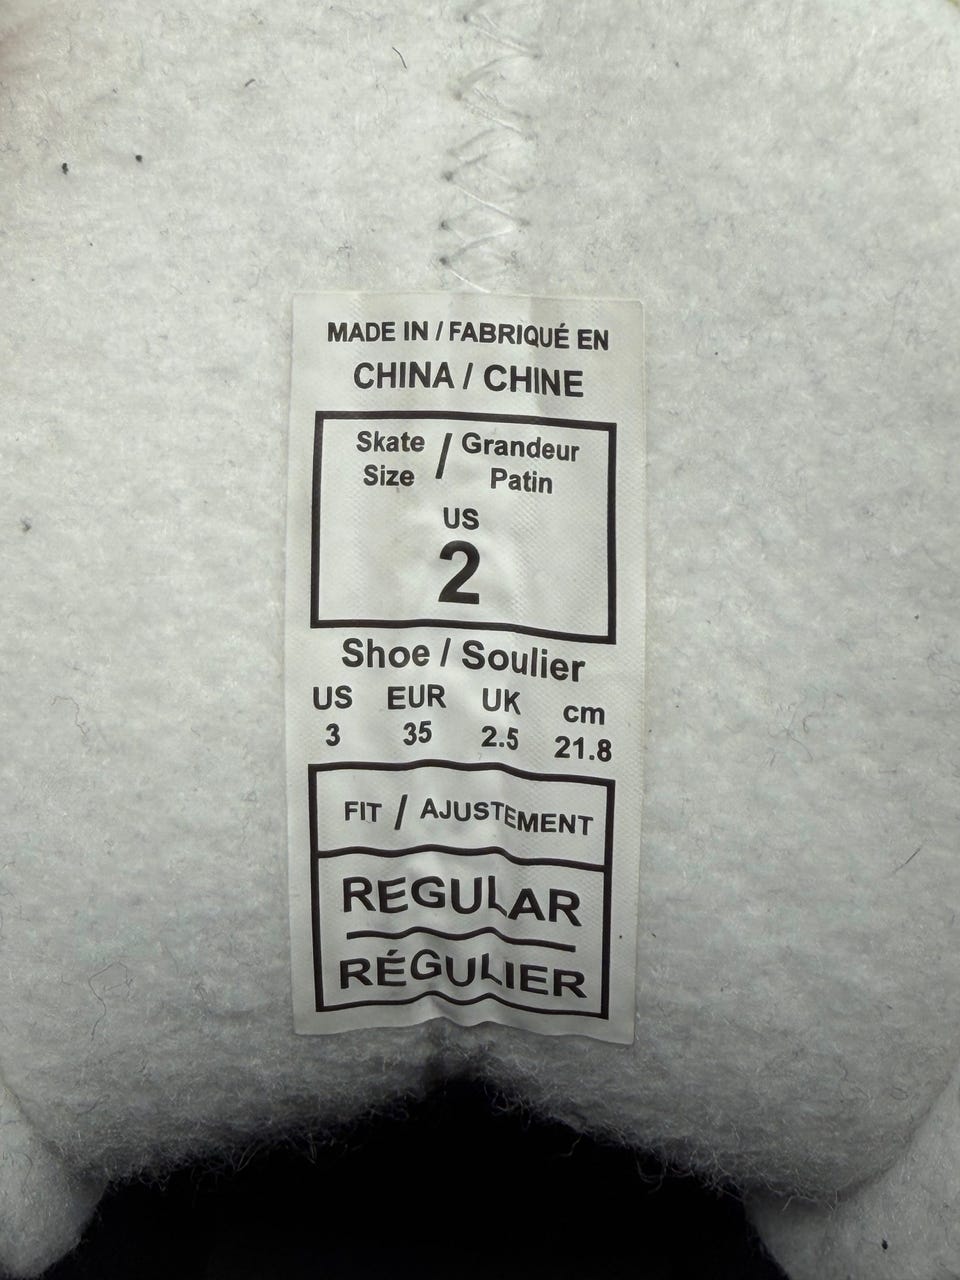 MADE IN / FABRIQUÉ EN
CHINA / CHINE
Skate / Grandeur
Size Patin
US
2
Shoe / Soulier
US EUR UK cm
3 35 2.5 21.8
FIT / AJUSTEMENT
REGULAR
RÉGULIER